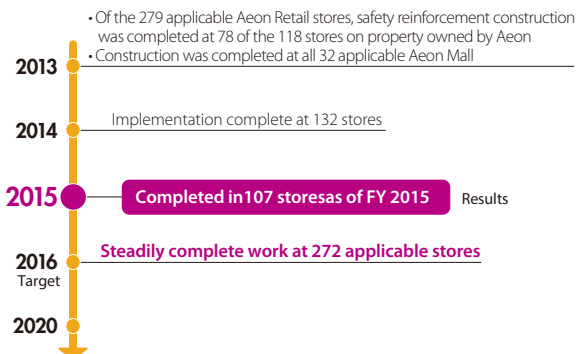 • Of the 279 applicable Aeon Retail stores, safety reinforcement construction
was completed at 78 of the 118 stores on property owned by Aeon
• Construction was completed at all 32 applicable Aeon Mall
2013
Implementation complete at 132 stores
2014
2015 Completed in107 storesas of FY 2015 Results
Steadily complete work at 272 applicable stores
2016
Target
2020